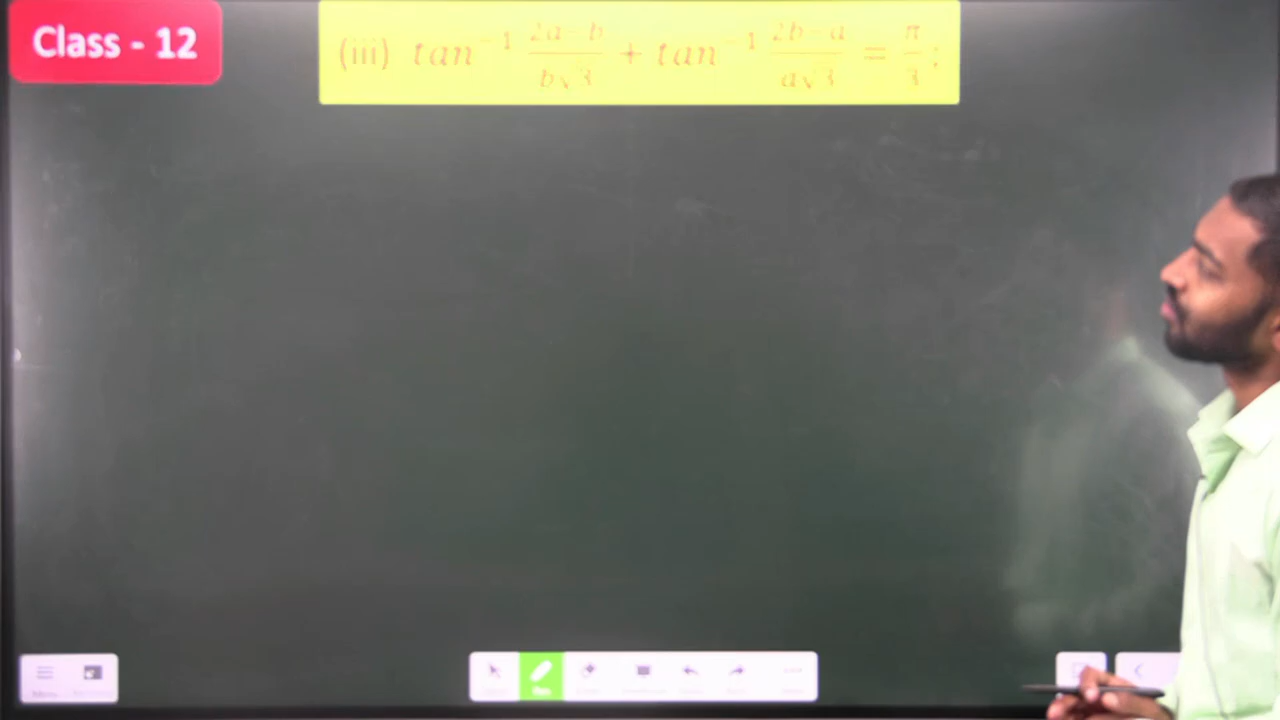 Class - 12
(iii) tan⁻¹ (2a-b)/(b√3) + tan⁻¹ (2b-a)/(a√3) = π/3;